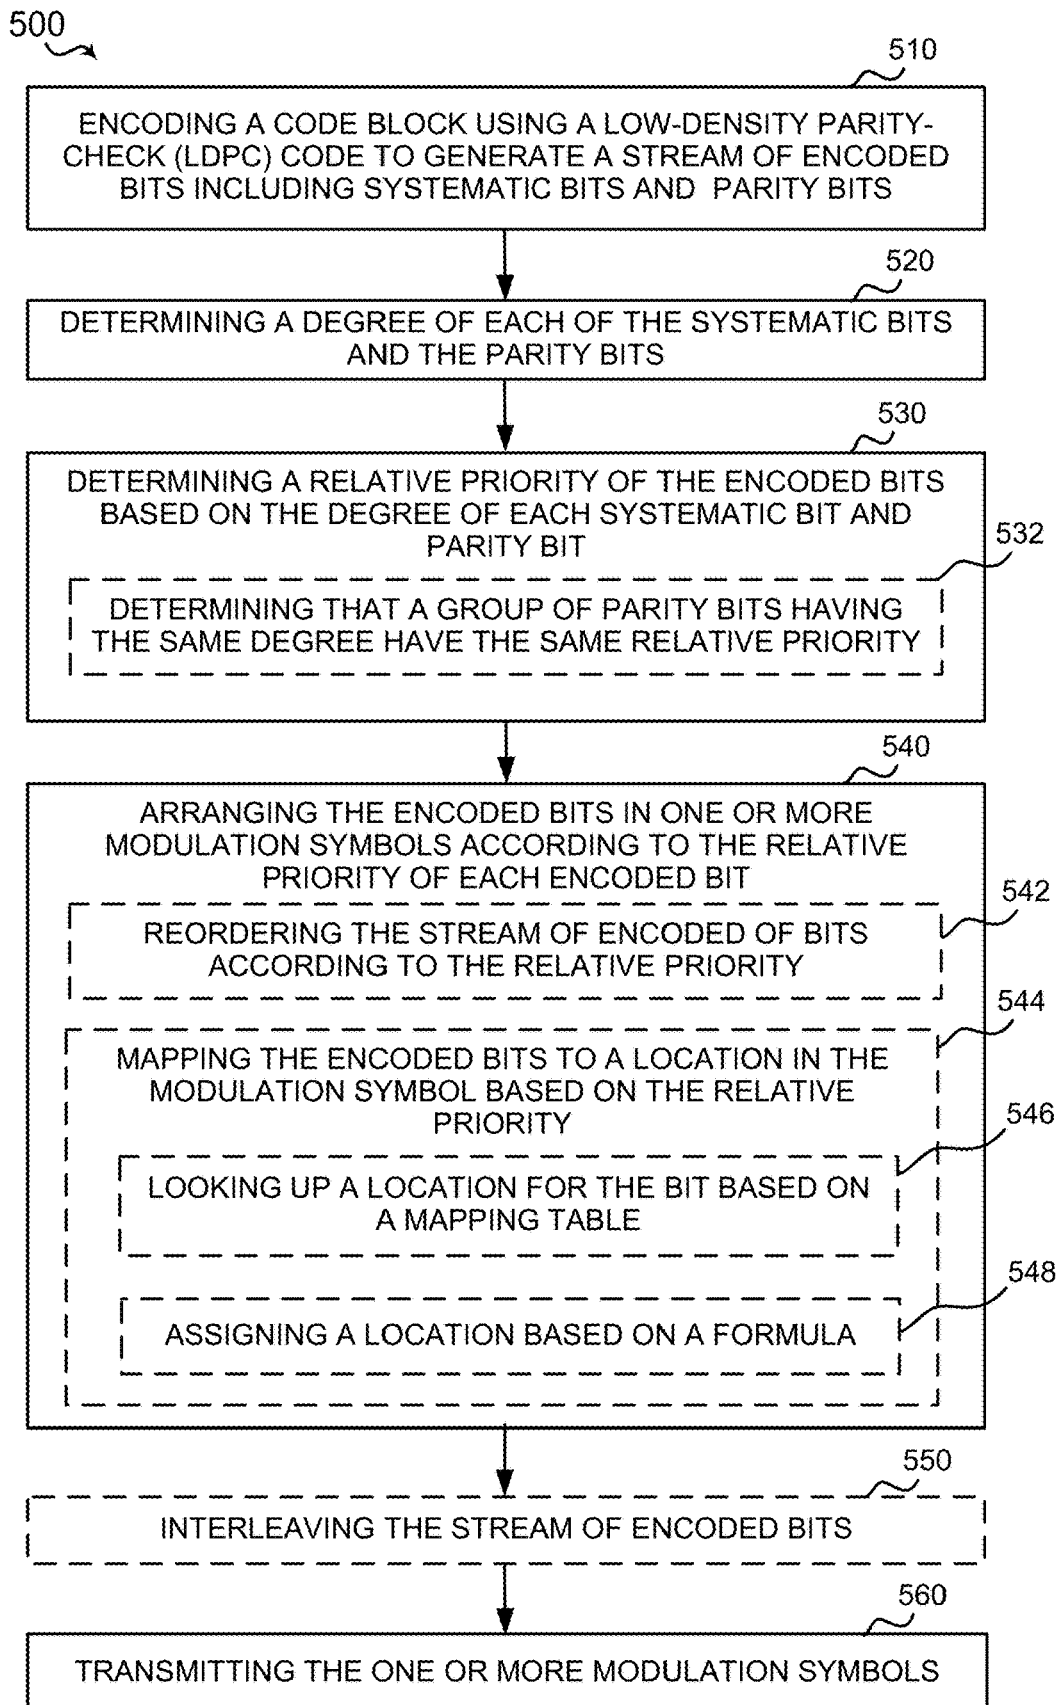 500
510
ENCODING A CODE BLOCK USING A LOW-DENSITY PARITY-
CHECK (LDPC) CODE TO GENERATE A STREAM OF ENCODED
BITS INCLUDING SYSTEMATIC BITS AND PARITY BITS
520
DETERMINING A DEGREE OF EACH OF THE SYSTEMATIC BITS
AND THE PARITY BITS
530
DETERMINING A RELATIVE PRIORITY OF THE ENCODED BITS
BASED ON THE DEGREE OF EACH SYSTEMATIC BIT AND
PARITY BIT
532
DETERMINING THAT A GROUP OF PARITY BITS HAVING
THE SAME DEGREE HAVE THE SAME RELATIVE PRIORITY
540
ARRANGING THE ENCODED BITS IN ONE OR MORE
MODULATION SYMBOLS ACCORDING TO THE RELATIVE
PRIORITY OF EACH ENCODED BIT
542
REORDERING THE STREAM OF ENCODED OF BITS
ACCORDING TO THE RELATIVE PRIORITY
544
MAPPING THE ENCODED BITS TO A LOCATION IN THE
MODULATION SYMBOL BASED ON THE RELATIVE
PRIORITY
546
LOOKING UP A LOCATION FOR THE BIT BASED ON
A MAPPING TABLE
548
ASSIGNING A LOCATION BASED ON A FORMULA
550
INTERLEAVING THE STREAM OF ENCODED BITS
560
TRANSMITTING THE ONE OR MORE MODULATION SYMBOLS